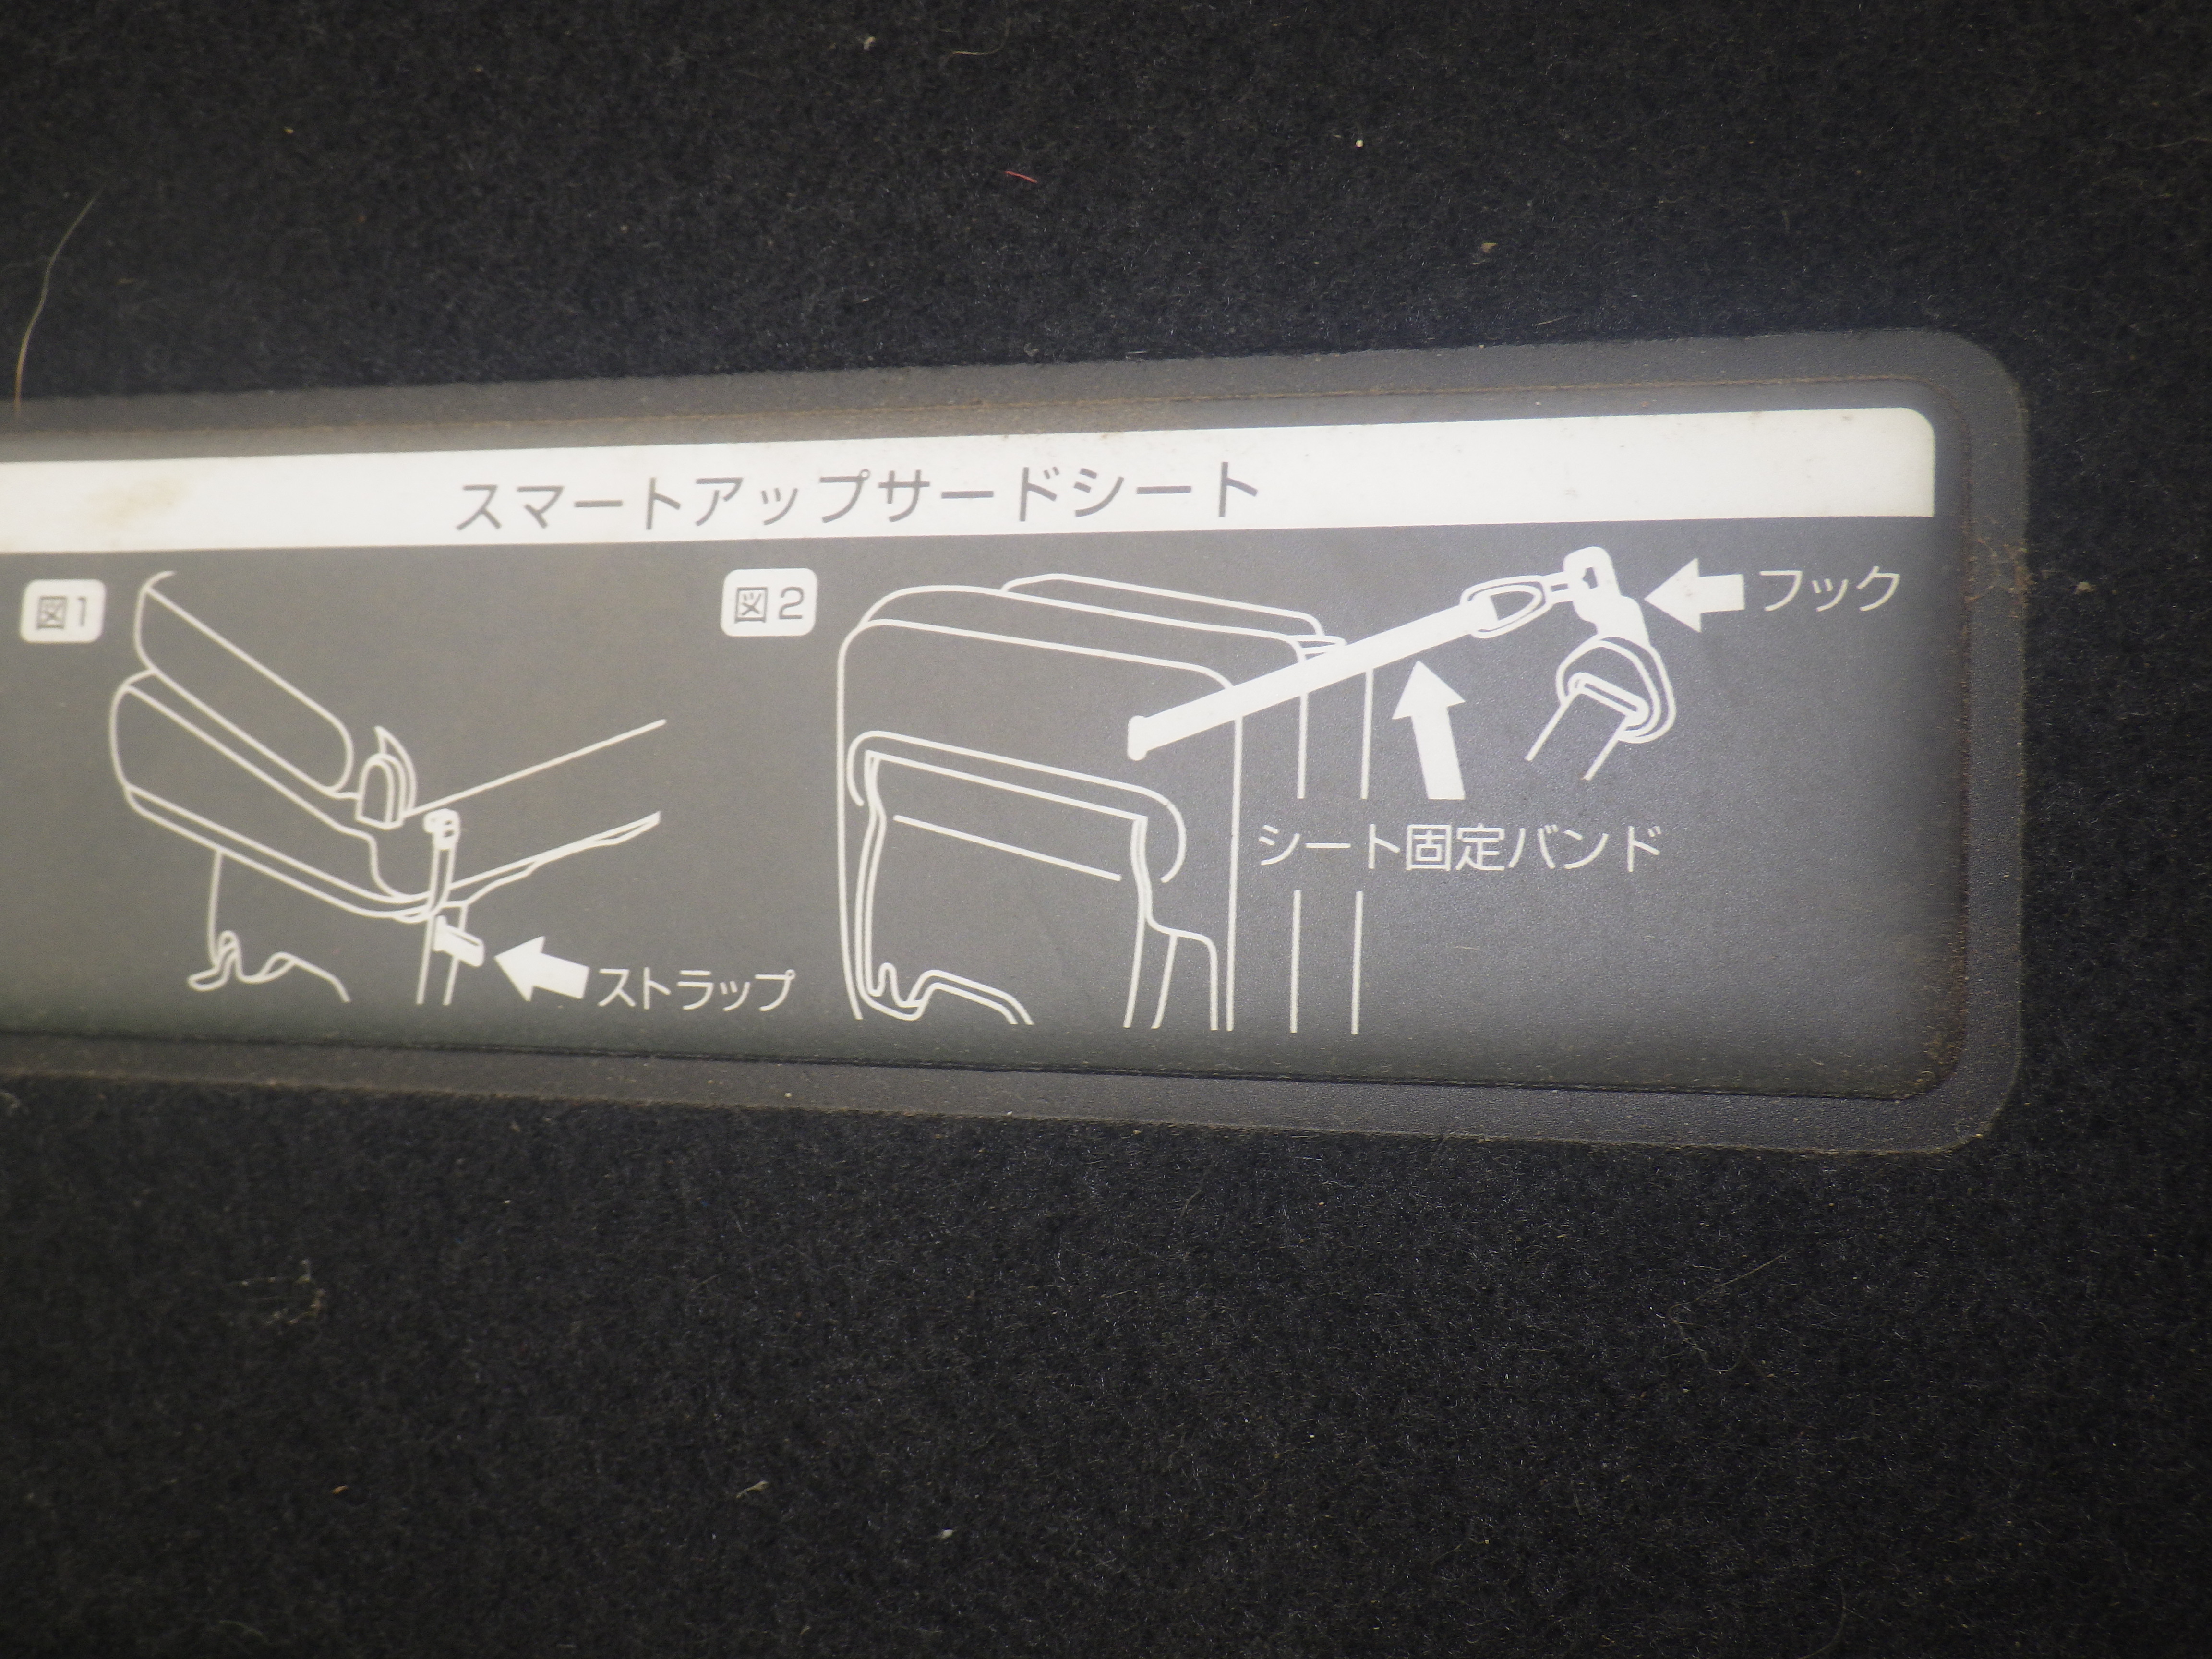 スマートアップサードシート
図1
ストラップ
図2
フック
シート固定バンド